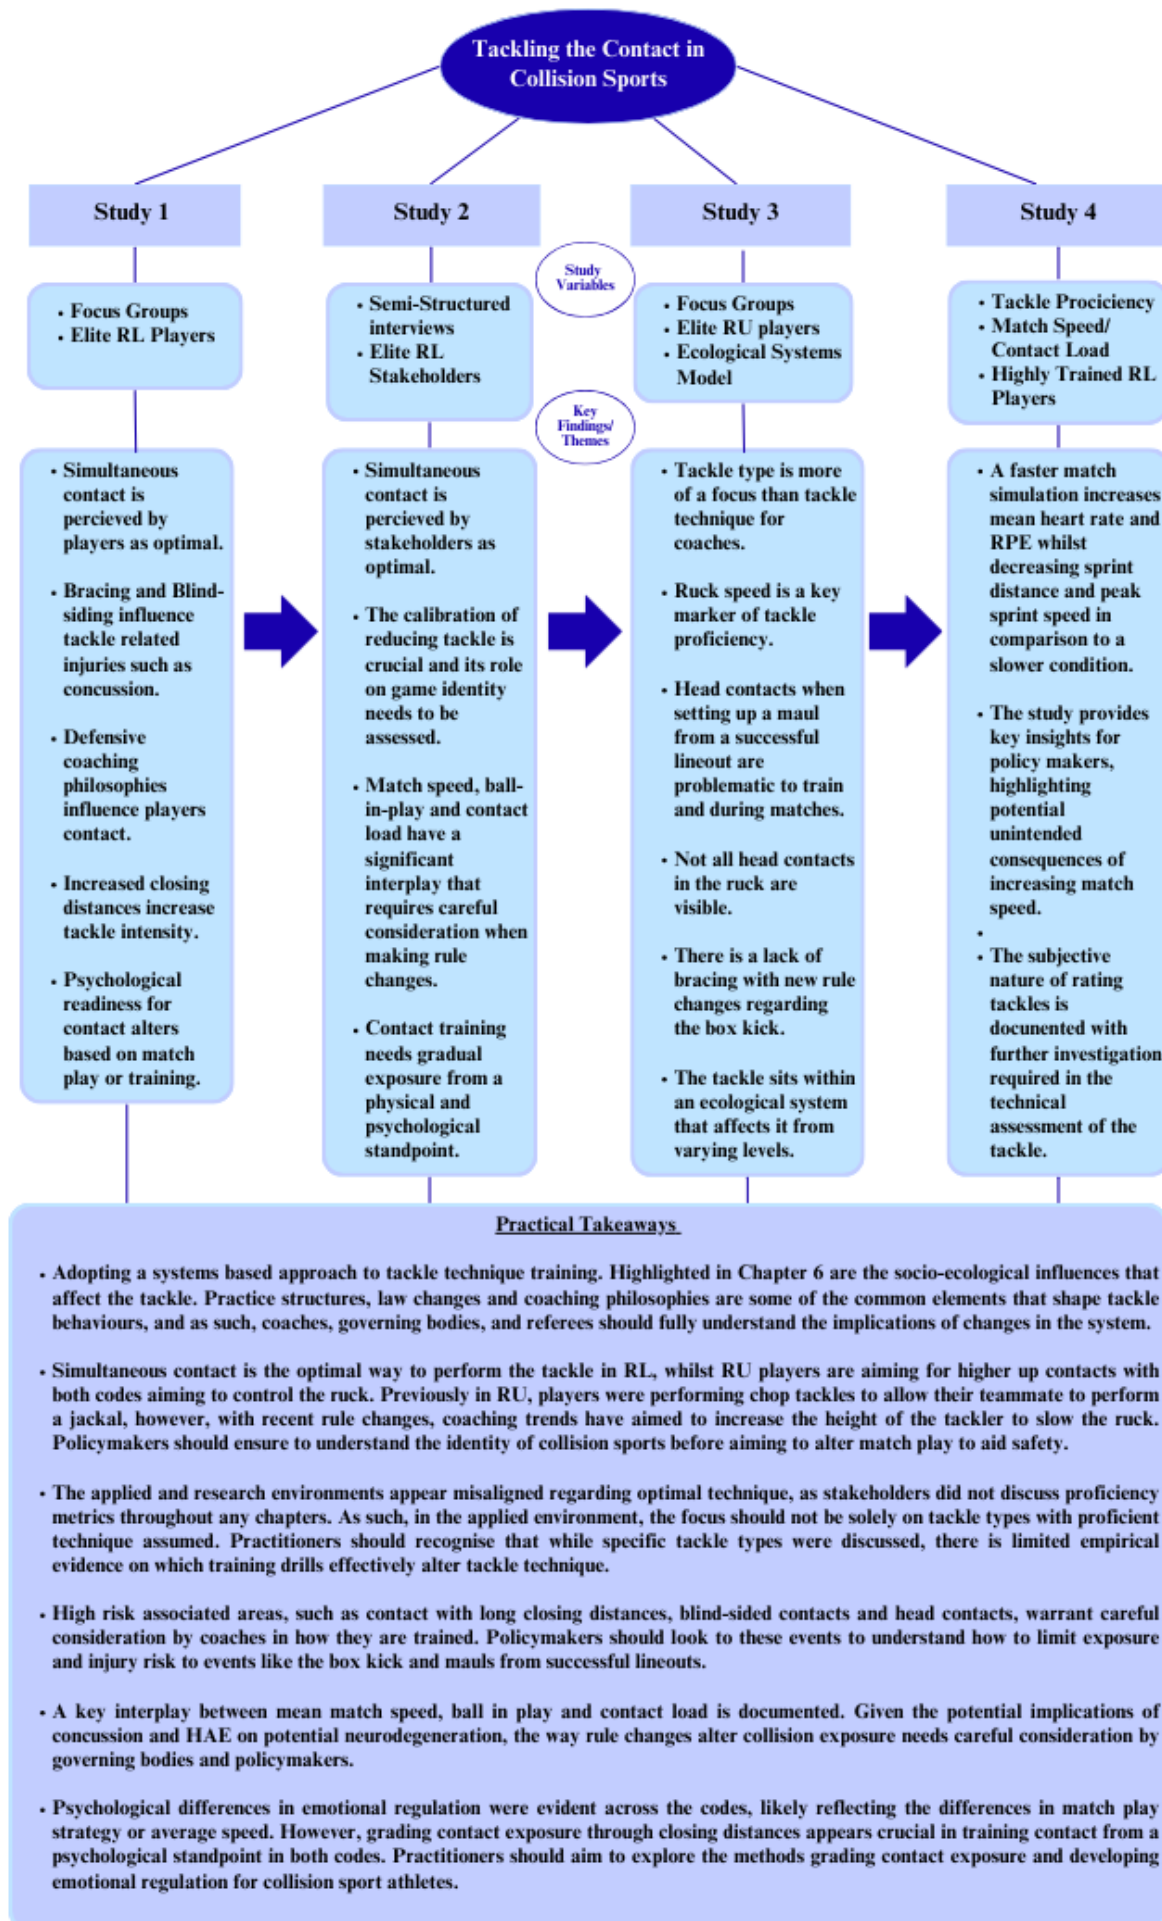 Tackling the Contact in
Collision Sports
Study 1
Study 2
Study 3
Study 4
Study
Variables
• Focus Groups
• Elite RL Players
• Semi-Structured
interviews
• Elite RL
Stakeholders
• Focus Groups
• Elite RU players
• Ecological Systems
Model
• Tackle Prociciency
• Match Speed/
Contact Load
• Highly Trained RL
Players
Key
Findings/
Themes
• Simultaneous
contact is
percieved by
players as optimal.
• Bracing and Blind-
siding influence
tackle related
injuries such as
concussion.
• Defensive
coaching
philosophies
influence players
contact.
• Increased closing
distances increase
tackle intensity.
• Psychological
readiness for
contact alters
based on match
play or training.
• Simultaneous
contact is
percieved by
stakeholders as
optimal.
• The calibration of
reducing tackle is
crucial and its role
on game identity
needs to be
assessed.
• Match speed, ball-
in-play and contact
load have a
significant
interplay that
requires careful
consideration when
making rule
changes.
• Contact training
needs gradual
exposure from a
physical and
psychological
standpoint.
• Tackle type is more
of a focus than tackle
technique for
coaches.
• Ruck speed is a key
marker of tackle
proficiency.
• Head contacts when
setting up a maul
from a successful
lineout are
problematic to train
and during matches.
• Not all head contacts
in the ruck are
visible.
• There is a lack of
bracing with new rule
changes regarding
the box kick.
• The tackle sits within
an ecological system
that affects it from
varying levels.
• A faster match
simulation increases
mean heart rate and
RPE whilst
decreasing sprint
distance and peak
sprint speed in
comparison to a
slower condition.
• The study provides
key insights for
policy makers,
highlighting
potential
unintended
consequences of
increasing match
speed.
•
• The subjective
nature of rating
tackles is
documented with
further investigation
required in the
technical
assessment of the
tackle.
Practical Takeaways
• Adopting a systems based approach to tackle technique training. Highlighted in Chapter 6 are the socio-ecological influences that
affect the tackle. Practice structures, law changes and coaching philosophies are some of the common elements that shape tackle
behaviours, and as such, coaches, governing bodies, and referees should fully understand the implications of changes in the system.
• Simultaneous contact is the optimal way to perform the tackle in RL, whilst RU players are aiming for higher up contacts with
both codes aiming to control the ruck. Previously in RU, players were performing chop tackles to allow their teammate to perform
a jackal, however, with recent rule changes, coaching trends have aimed to increase the height of the tackler to slow the ruck.
Policymakers should ensure to understand the identity of collision sports before aiming to alter match play to aid safety.
• The applied and research environments appear misaligned regarding optimal technique, as stakeholders did not discuss proficiency
metrics throughout any chapters. As such, in the applied environment, the focus should not be solely on tackle types with proficient
technique assumed. Practitioners should recognise that while specific tackle types were discussed, there is limited empirical
evidence on which training drills effectively alter tackle technique.
• High risk associated areas, such as contact with long closing distances, blind-sided contacts and head contacts, warrant careful
consideration by coaches in how they are trained. Policymakers should look to these events to understand how to limit exposure
and injury risk to events like the box kick and mauls from successful lineouts.
• A key interplay between mean match speed, ball in play and contact load is documented. Given the potential implications of
concussion and HAE on potential neurodegeneration, the way rule changes alter collision exposure needs careful consideration by
governing bodies and policymakers.
• Psychological differences in emotional regulation were evident across the codes, likely reflecting the differences in match play
strategy or average speed. However, grading contact exposure through closing distances appears crucial in training contact from a
psychological standpoint in both codes. Practitioners should aim to explore the methods grading contact exposure and developing
emotional regulation for collision sport athletes.